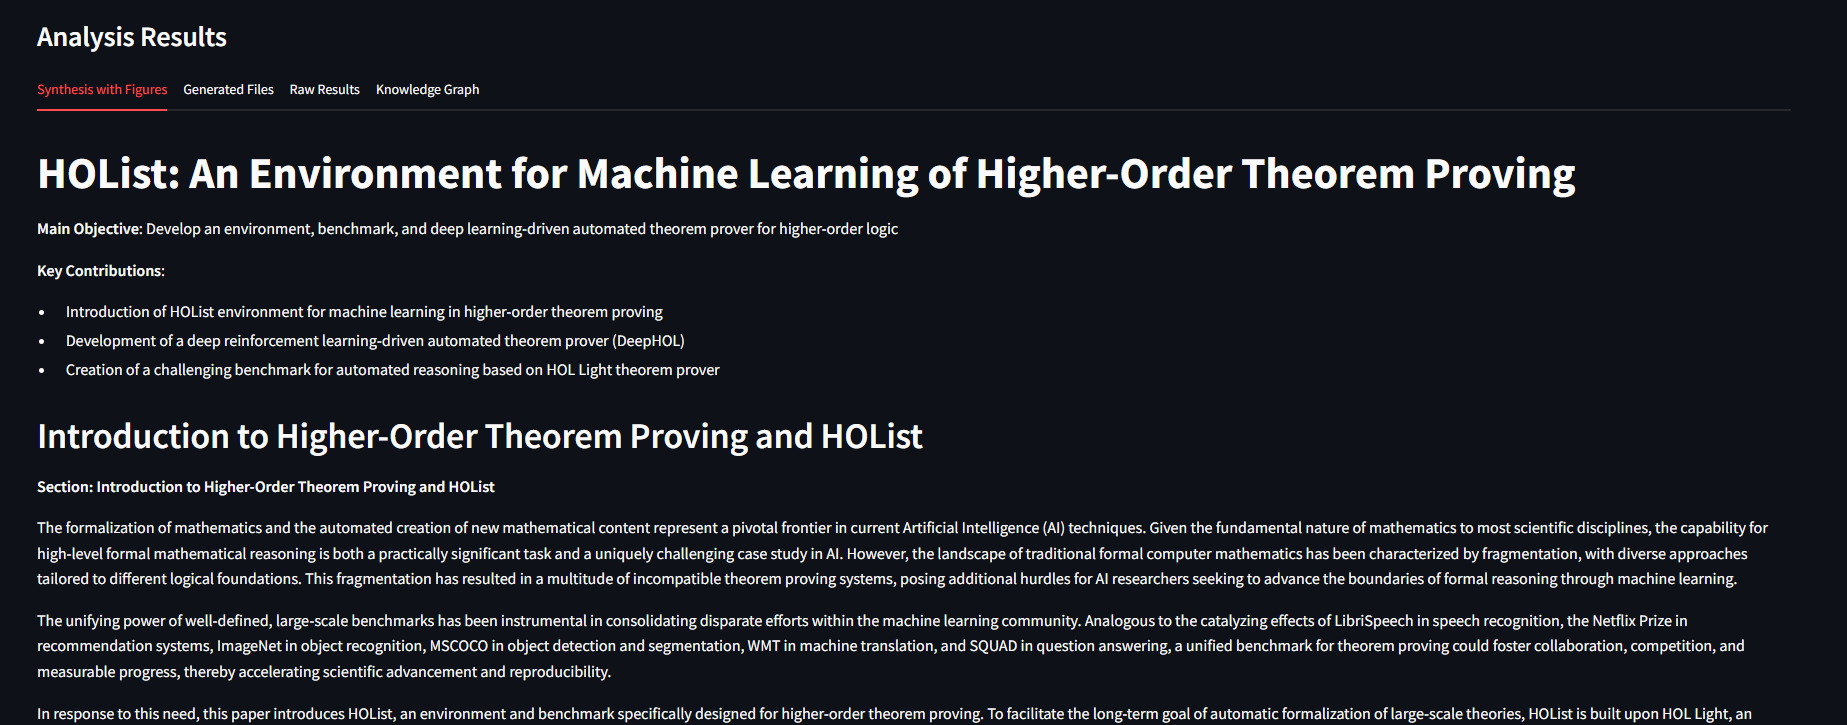 Analysis Results
Synthesis with Figures Generated Files Raw Results Knowledge Graph
HOList: An Environment for Machine Learning of Higher-Order Theorem Proving
Main Objective: Develop an environment, benchmark, and deep learning-driven automated theorem prover for higher-order logic
Key Contributions:
• Introduction of HOList environment for machine learning in higher-order theorem proving
• Development of a deep reinforcement learning-driven automated theorem prover (DeepHOL)
• Creation of a challenging benchmark for automated reasoning based on HOL Light theorem prover
Introduction to Higher-Order Theorem Proving and HOList
Section: Introduction to Higher-Order Theorem Proving and HOList
The formalization of mathematics and the automated creation of new mathematical content represent a pivotal frontier in current Artificial Intelligence (AI) techniques. Given the fundamental nature of mathematics to most scientific disciplines, the capability for
high-level formal mathematical reasoning is both a practically significant task and a uniquely challenging case study in AI. However, the landscape of traditional formal computer mathematics has been characterized by fragmentation, with diverse approaches
tailored to different logical foundations. This fragmentation has resulted in a multitude of incompatible theorem proving systems, posing additional hurdles for AI researchers seeking to advance the boundaries of formal reasoning through machine learning.
The unifying power of well-defined, large-scale benchmarks has been instrumental in consolidating disparate efforts within the machine learning community. Analogous to the catalyzing effects of LibriSpeech in speech recognition, the Netflix Prize in
recommendation systems, ImageNet in object recognition, MSCOCO in object detection and segmentation, WMT in machine translation, and SQUAD in question answering, a unified benchmark for theorem proving could foster collaboration, competition, and
measurable progress, thereby accelerating scientific advancement and reproducibility.
In response to this need, this paper introduces HOList, an environment and benchmark specifically designed for higher-order theorem proving. To facilitate the long-term goal of automatic formalization of large-scale theories, HOList is built upon HOL Light, an